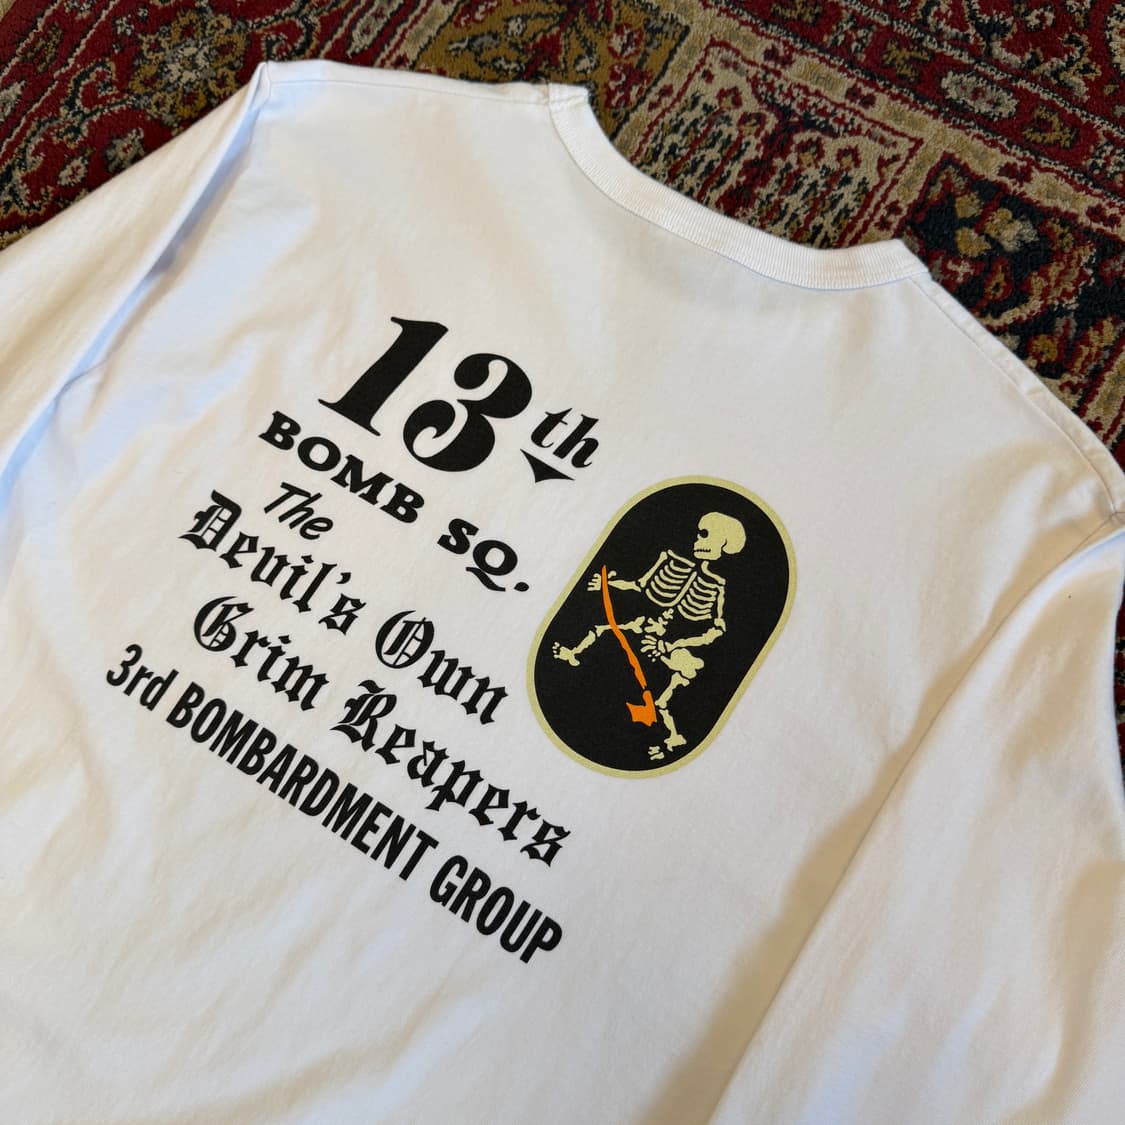 13th
BOMB SQ.
The
Devil's Own
Grim Reapers
3rd BOMBARDMENT GROUP